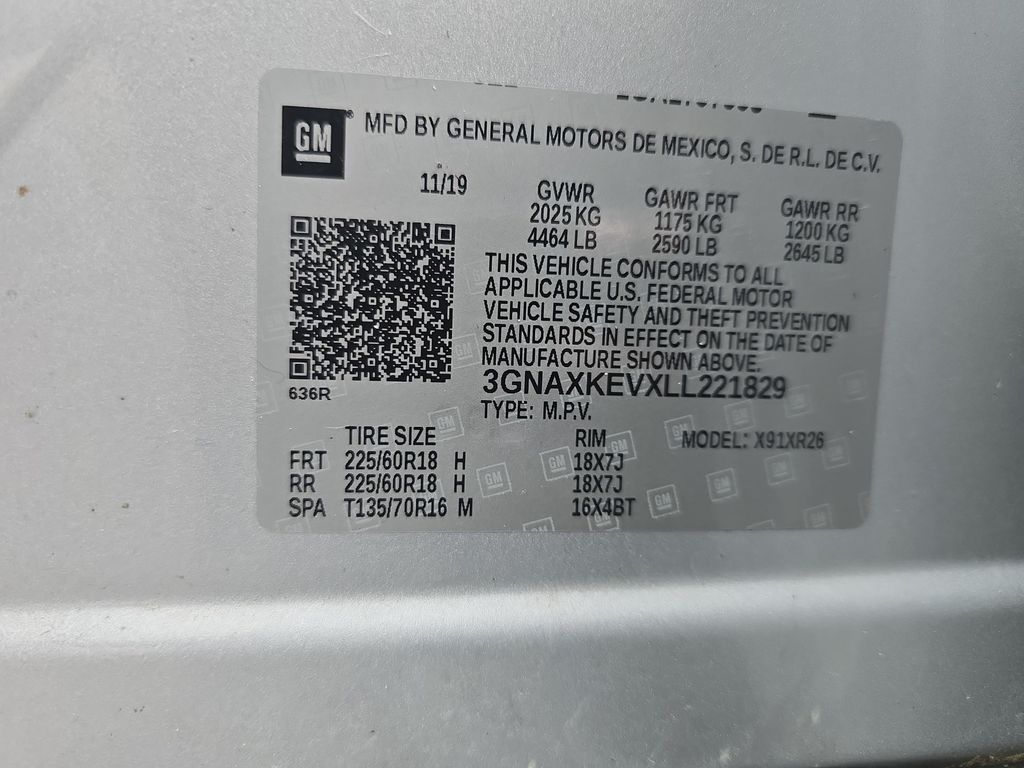 GM
MFD BY GENERAL MOTORS DE MEXICO, S. DE R.L. DE C.V.
11/19
GVWR GAWR FRT GAWR RR
2025 KG 1175 KG 1200 KG
4464 LB 2590 LB 2645 LB
THIS VEHICLE CONFORMS TO ALL
APPLICABLE U.S. FEDERAL MOTOR
VEHICLE SAFETY AND THEFT PREVENTION
STANDARDS IN EFFECT ON THE DATE OF
MANUFACTURE SHOWN ABOVE.
3GNAXKEVXLL221829
636R
TYPE: M.P.V.
TIRE SIZE RIM MODEL: X91XR26
FRT 225/60R18 H 18X7J
RR 225/60R18 H 18X7J
SPA T135/70R16 M 16X4BT